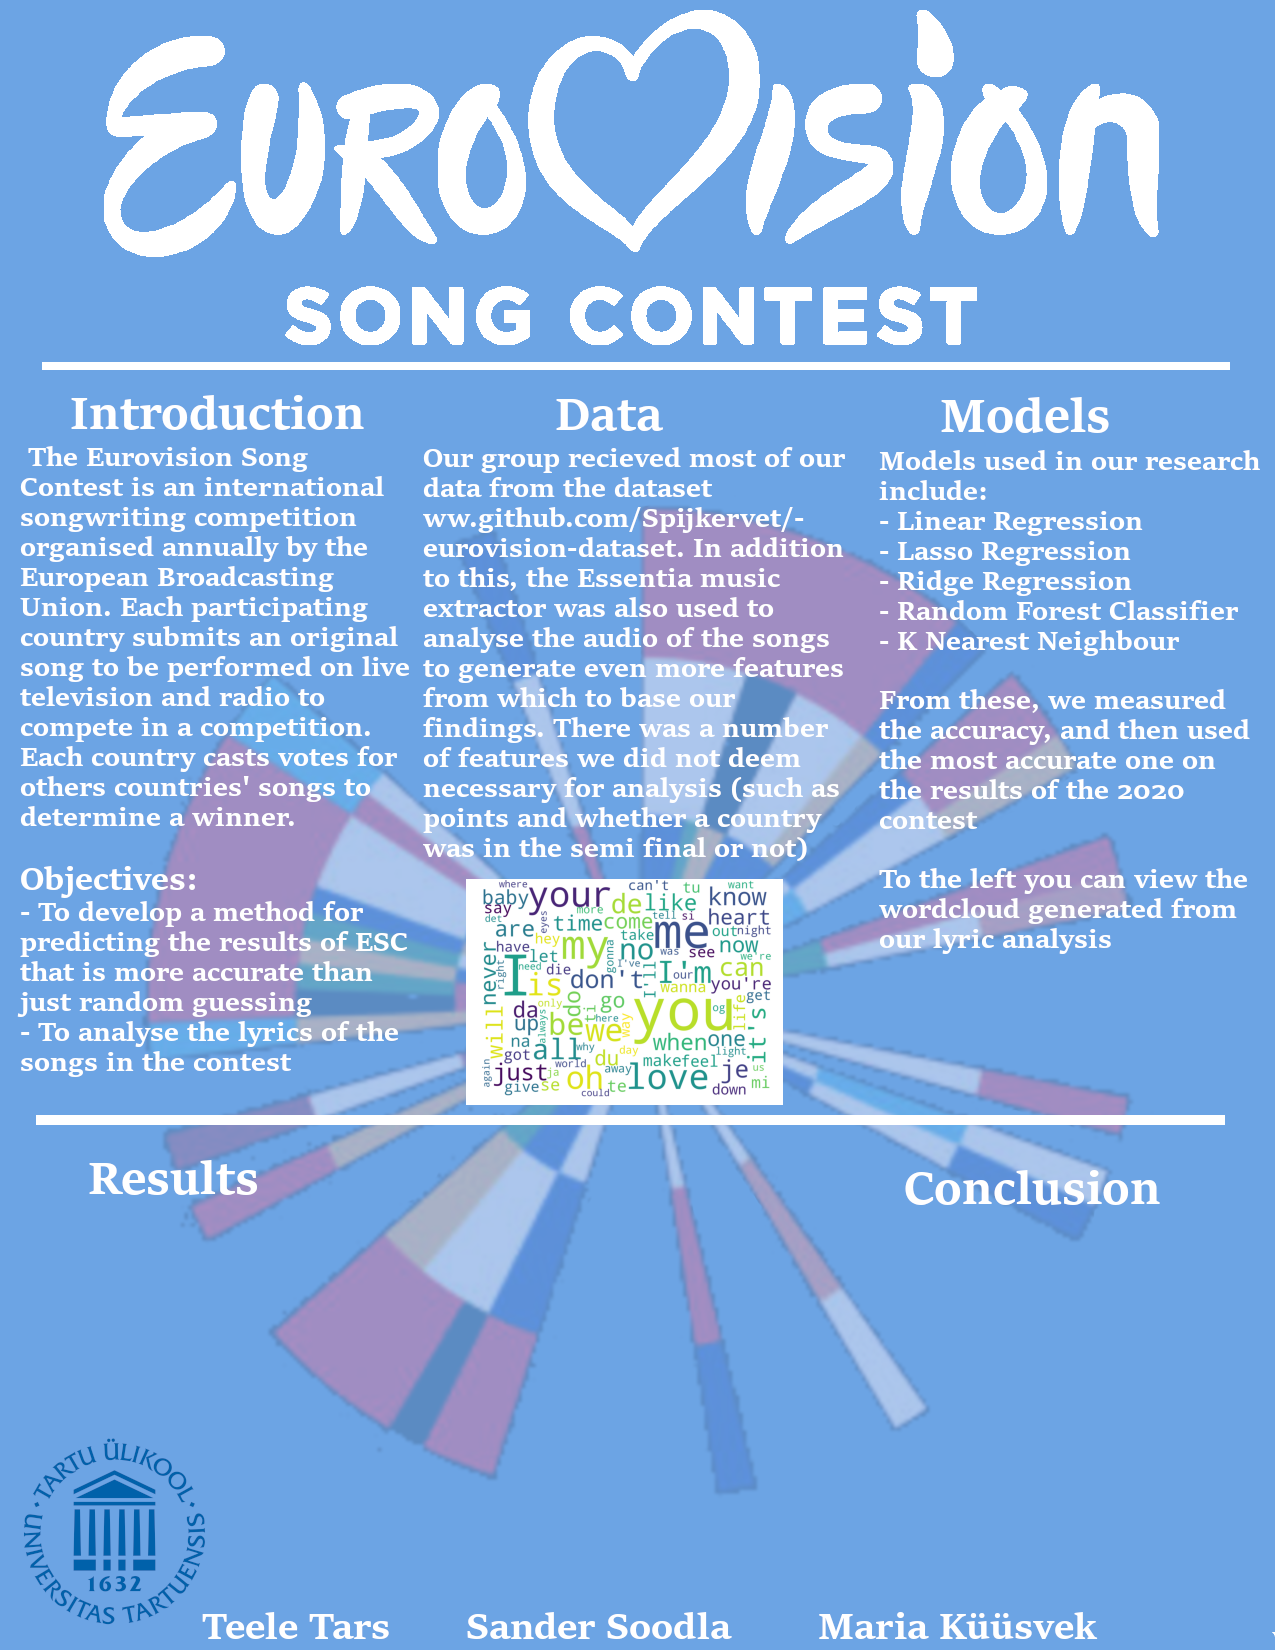 EUROVISION
SONG CONTEST
Introduction
The Eurovision Song
Contest is an international
songwriting competition
organised annually by the
European Broadcasting
Union. Each participating
country submits an original
song to be performed on live
television and radio to
compete in a competition.
Each country casts votes for
others countries' songs to
determine a winner.
Objectives:
- To develop a method for
predicting the results of ESC
that is more accurate than
just random guessing
- To analyse the lyrics of the
songs in the contest
Data
Our group recieved most of our
data from the dataset
ww.github.com/Spijkervet/-
eurovision-dataset. In addition
to this, the Essentia music
extractor was also used to
analyse the audio of the songs
to generate even more features
from which to base our
findings. There was a number
of features we did not deem
necessary for analysis (such as
points and whether a country
was in the semi final or not)
where
can't
tu
want
baby
your
de
like
know
say
more
tell
si
heart
det
are
eyes
time
come
me
out
night
hey
take
have
my
no
was
see
now
we're
never
let
gonna
I've
right
need
die
I
is
don't
I'll
I'm
our
can
wanna
you're
da
only
do
go
you
og
life
get
up
always
be
ti
here
we
way
it's
will
na
all
why
when
one
got
du
day
light
again
just
ja
world
away
make
feel
je
us
give
se
oh
could
te
love
down
mi
Models
Models used in our research
include:
- Linear Regression
- Lasso Regression
- Ridge Regression
- Random Forest Classifier
- K Nearest Neighbour
From these, we measured
the accuracy, and then used
the most accurate one on
the results of the 2020
contest
To the left you can view the
wordcloud generated from
our lyric analysis
Results
Conclusion
TARTU ÜLIKOOL
UNIVERSITAS TARTUENSIS
1632
Teele Tars
Sander Soodla
Maria Küüsvek